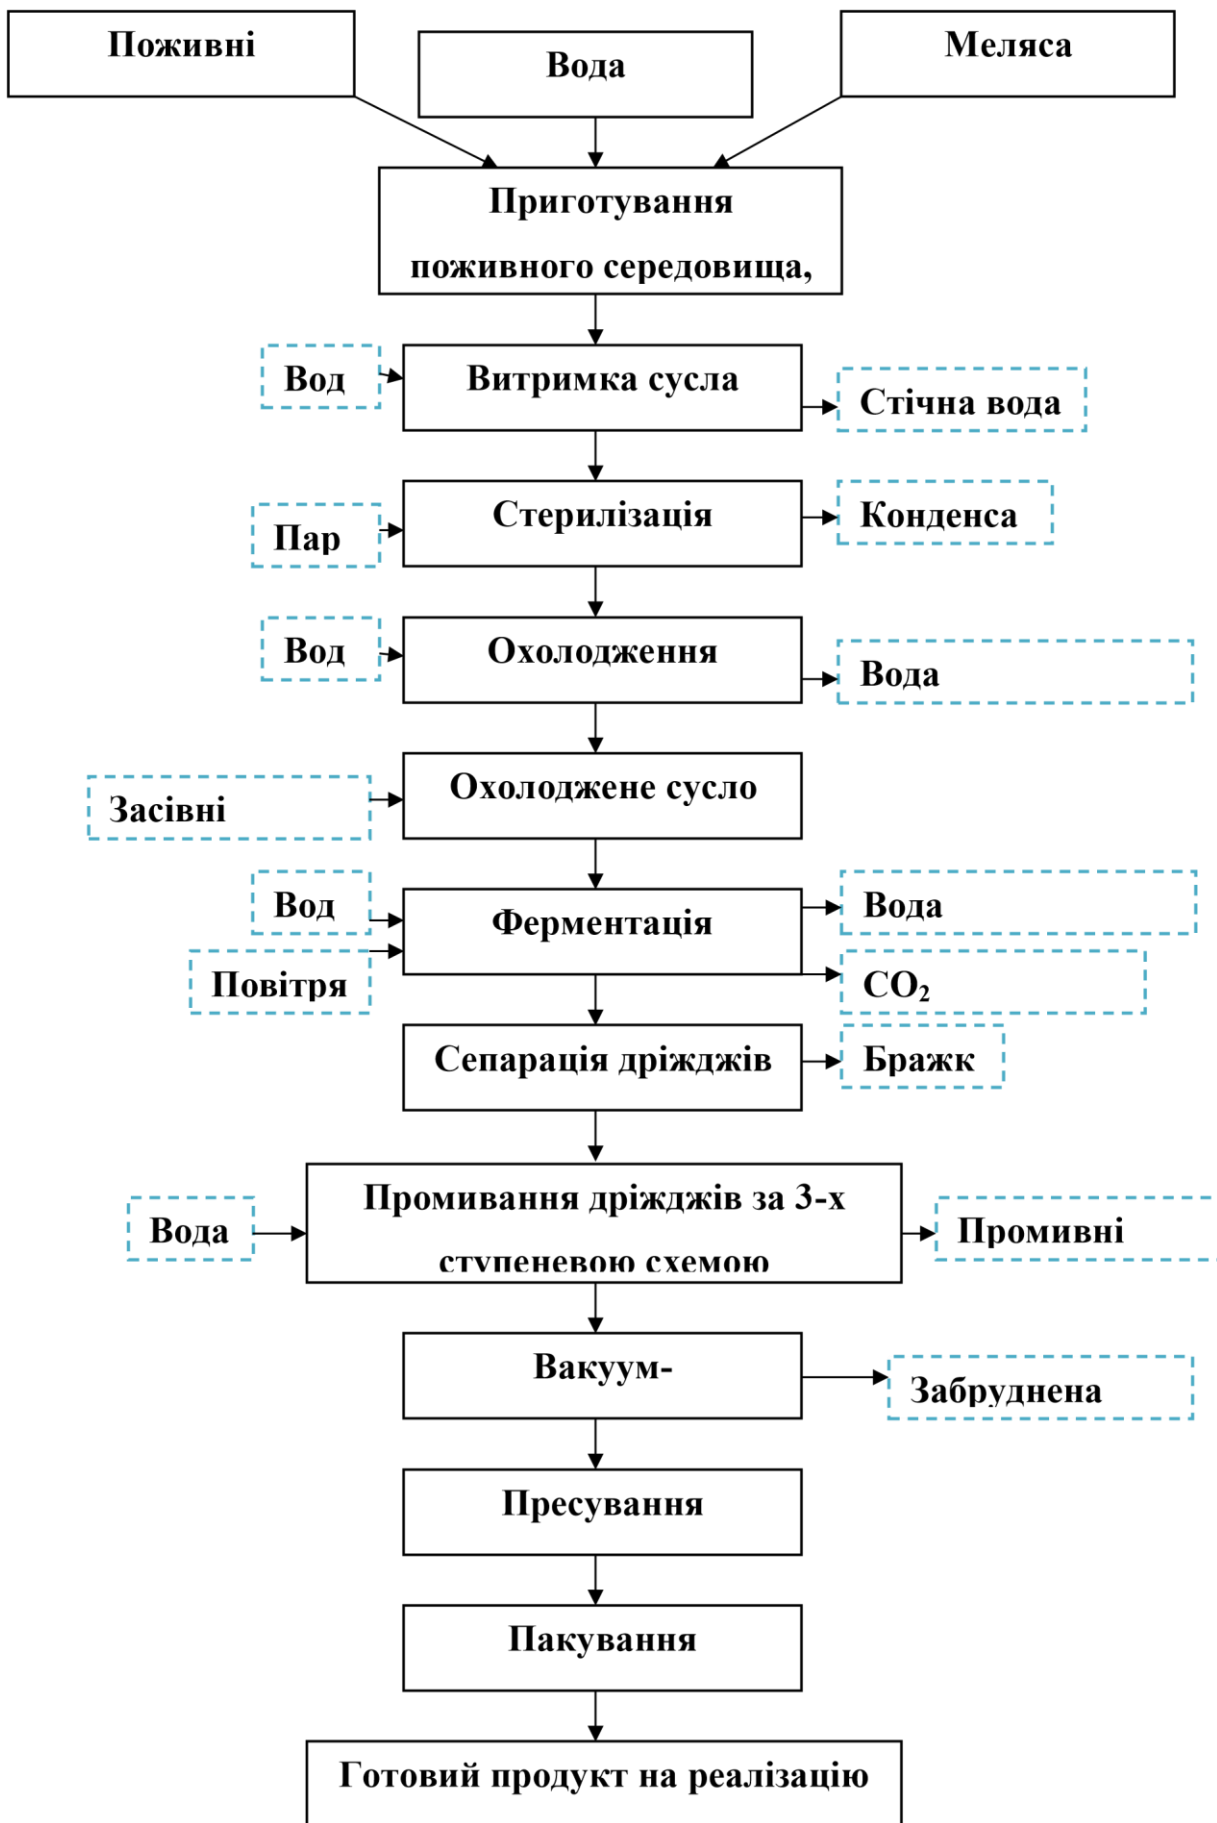 Поживні
Вода
Меляса
Приготування
поживного середовища,
Вод
Витримка сусла
Стічна вода
Пар
Стерилізація
Конденса
Вод
Охолодження
Вода
Засівні
Охолоджене сусло
Вод
Ферментація
Вода
Повітря
CO₂
Сепарація дріжджів
Бражк
Вода
Промивання дріжджів за 3-х
ступеневою схемою
Промивні
Вакуум-
Забруднена
Пресування
Пакування
Готовий продукт на реалізацію